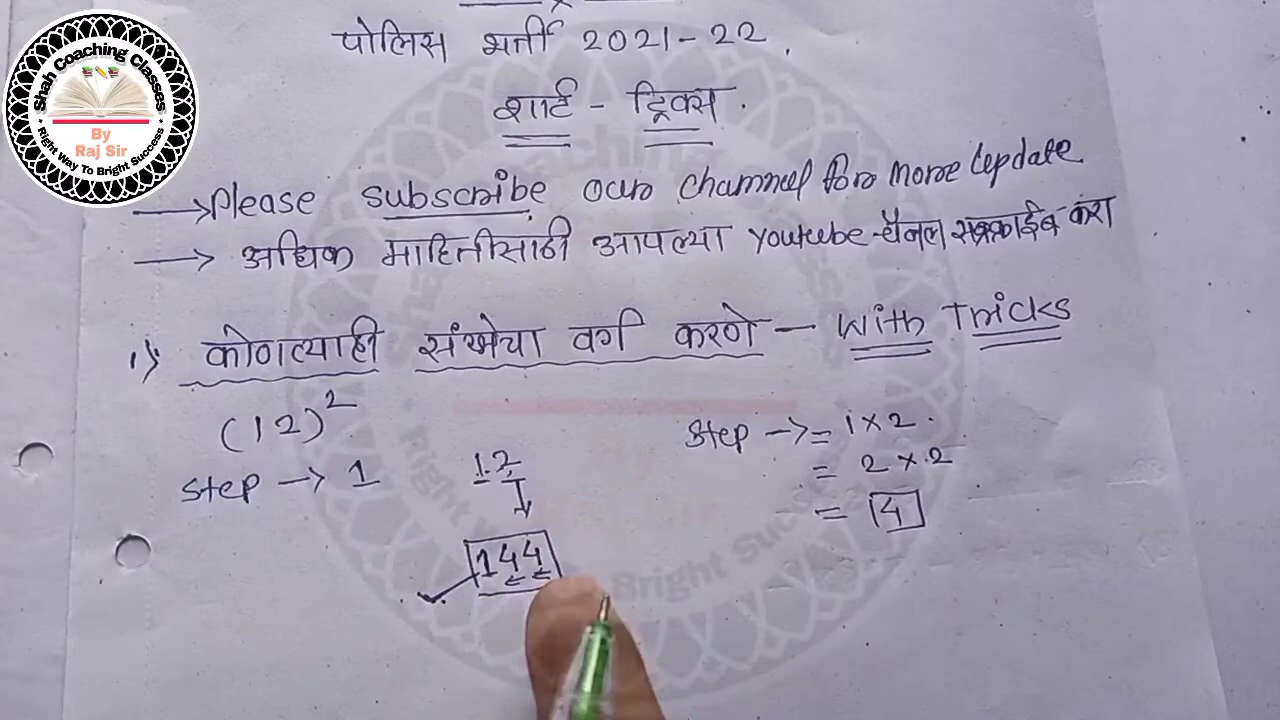 Shah Coaching Classes
By
Raj Sir
Right Way To Bright Success
पोलिस भर्ती 2021-22.
शार्ट - ट्रिक्स.
→ Please subscribe our channel for more Update
→ अधिक माहितीसाठी आपल्या Youtube चॅनल सबस्क्राईब करा
1) कोणत्याही संख्येचा वर्ग करणे - With Tricks
(12)²
Step → 1
12
144
Step → = 1×2.
= 2×2
= 4